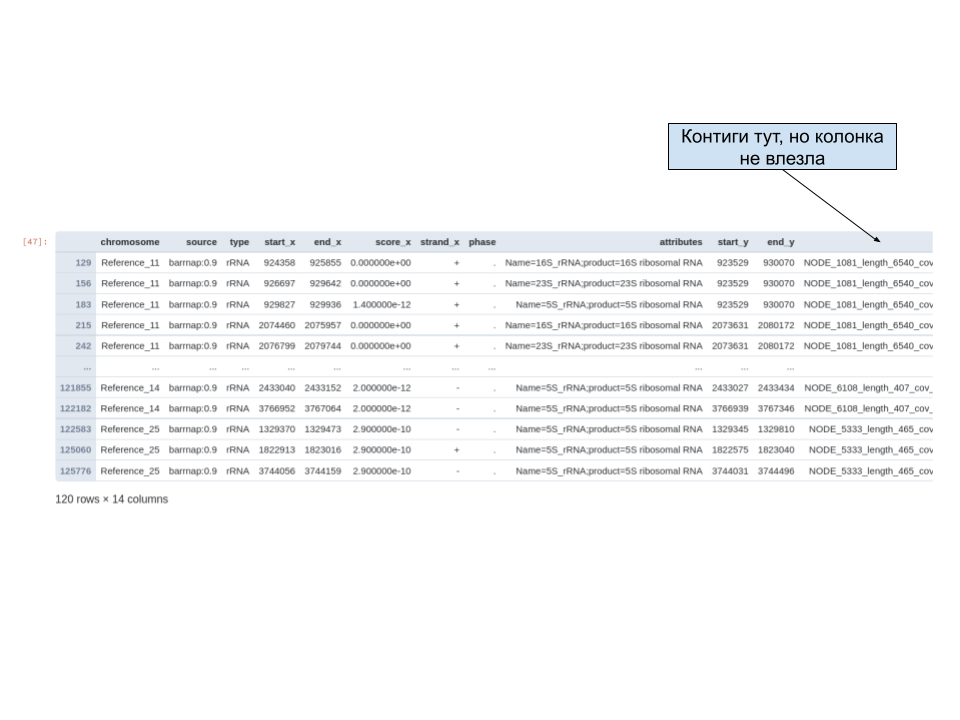 Контиги тут, но колонка
не влезла
[47]:
chromosome source type start_x end_x score_x strand_x phase attributes start_y end_y
129 Reference_11 barrnap:0.9 rRNA 924358 925855 0.000000e+00 + . Name=16S_rRNA;product=16S ribosomal RNA 923529 930070 NODE_1081_length_6540_cov
156 Reference_11 barrnap:0.9 rRNA 926697 929642 0.000000e+00 + . Name=23S_rRNA;product=23S ribosomal RNA 923529 930070 NODE_1081_length_6540_cov
183 Reference_11 barrnap:0.9 rRNA 929827 929936 1.400000e-12 + . Name=5S_rRNA;product=5S ribosomal RNA 923529 930070 NODE_1081_length_6540_cov
215 Reference_11 barrnap:0.9 rRNA 2074460 2075957 0.000000e+00 + . Name=16S_rRNA;product=16S ribosomal RNA 2073631 2080172 NODE_1081_length_6540_cov
242 Reference_11 barrnap:0.9 rRNA 2076799 2079744 0.000000e+00 + . Name=23S_rRNA;product=23S ribosomal RNA 2073631 2080172 NODE_1081_length_6540_cov
... ... ... ... ... ... ... ... ... ... ... ...
121855 Reference_14 barrnap:0.9 rRNA 2433040 2433152 2.000000e-12 - . Name=5S_rRNA;product=5S ribosomal RNA 2433027 2433434 NODE_6108_length_407_cov_
122182 Reference_14 barrnap:0.9 rRNA 3766952 3767064 2.000000e-12 - . Name=5S_rRNA;product=5S ribosomal RNA 3766939 3767346 NODE_6108_length_407_cov_
122583 Reference_25 barrnap:0.9 rRNA 1329370 1329473 2.900000e-10 - . Name=5S_rRNA;product=5S ribosomal RNA 1329345 1329810 NODE_5333_length_465_cov
125060 Reference_25 barrnap:0.9 rRNA 1822913 1823016 2.900000e-10 + . Name=5S_rRNA;product=5S ribosomal RNA 1822575 1823040 NODE_5333_length_465_cov
125776 Reference_25 barrnap:0.9 rRNA 3744056 3744159 2.900000e-10 - . Name=5S_rRNA;product=5S ribosomal RNA 3744031 3744496 NODE_5333_length_465_cov
120 rows × 14 columns